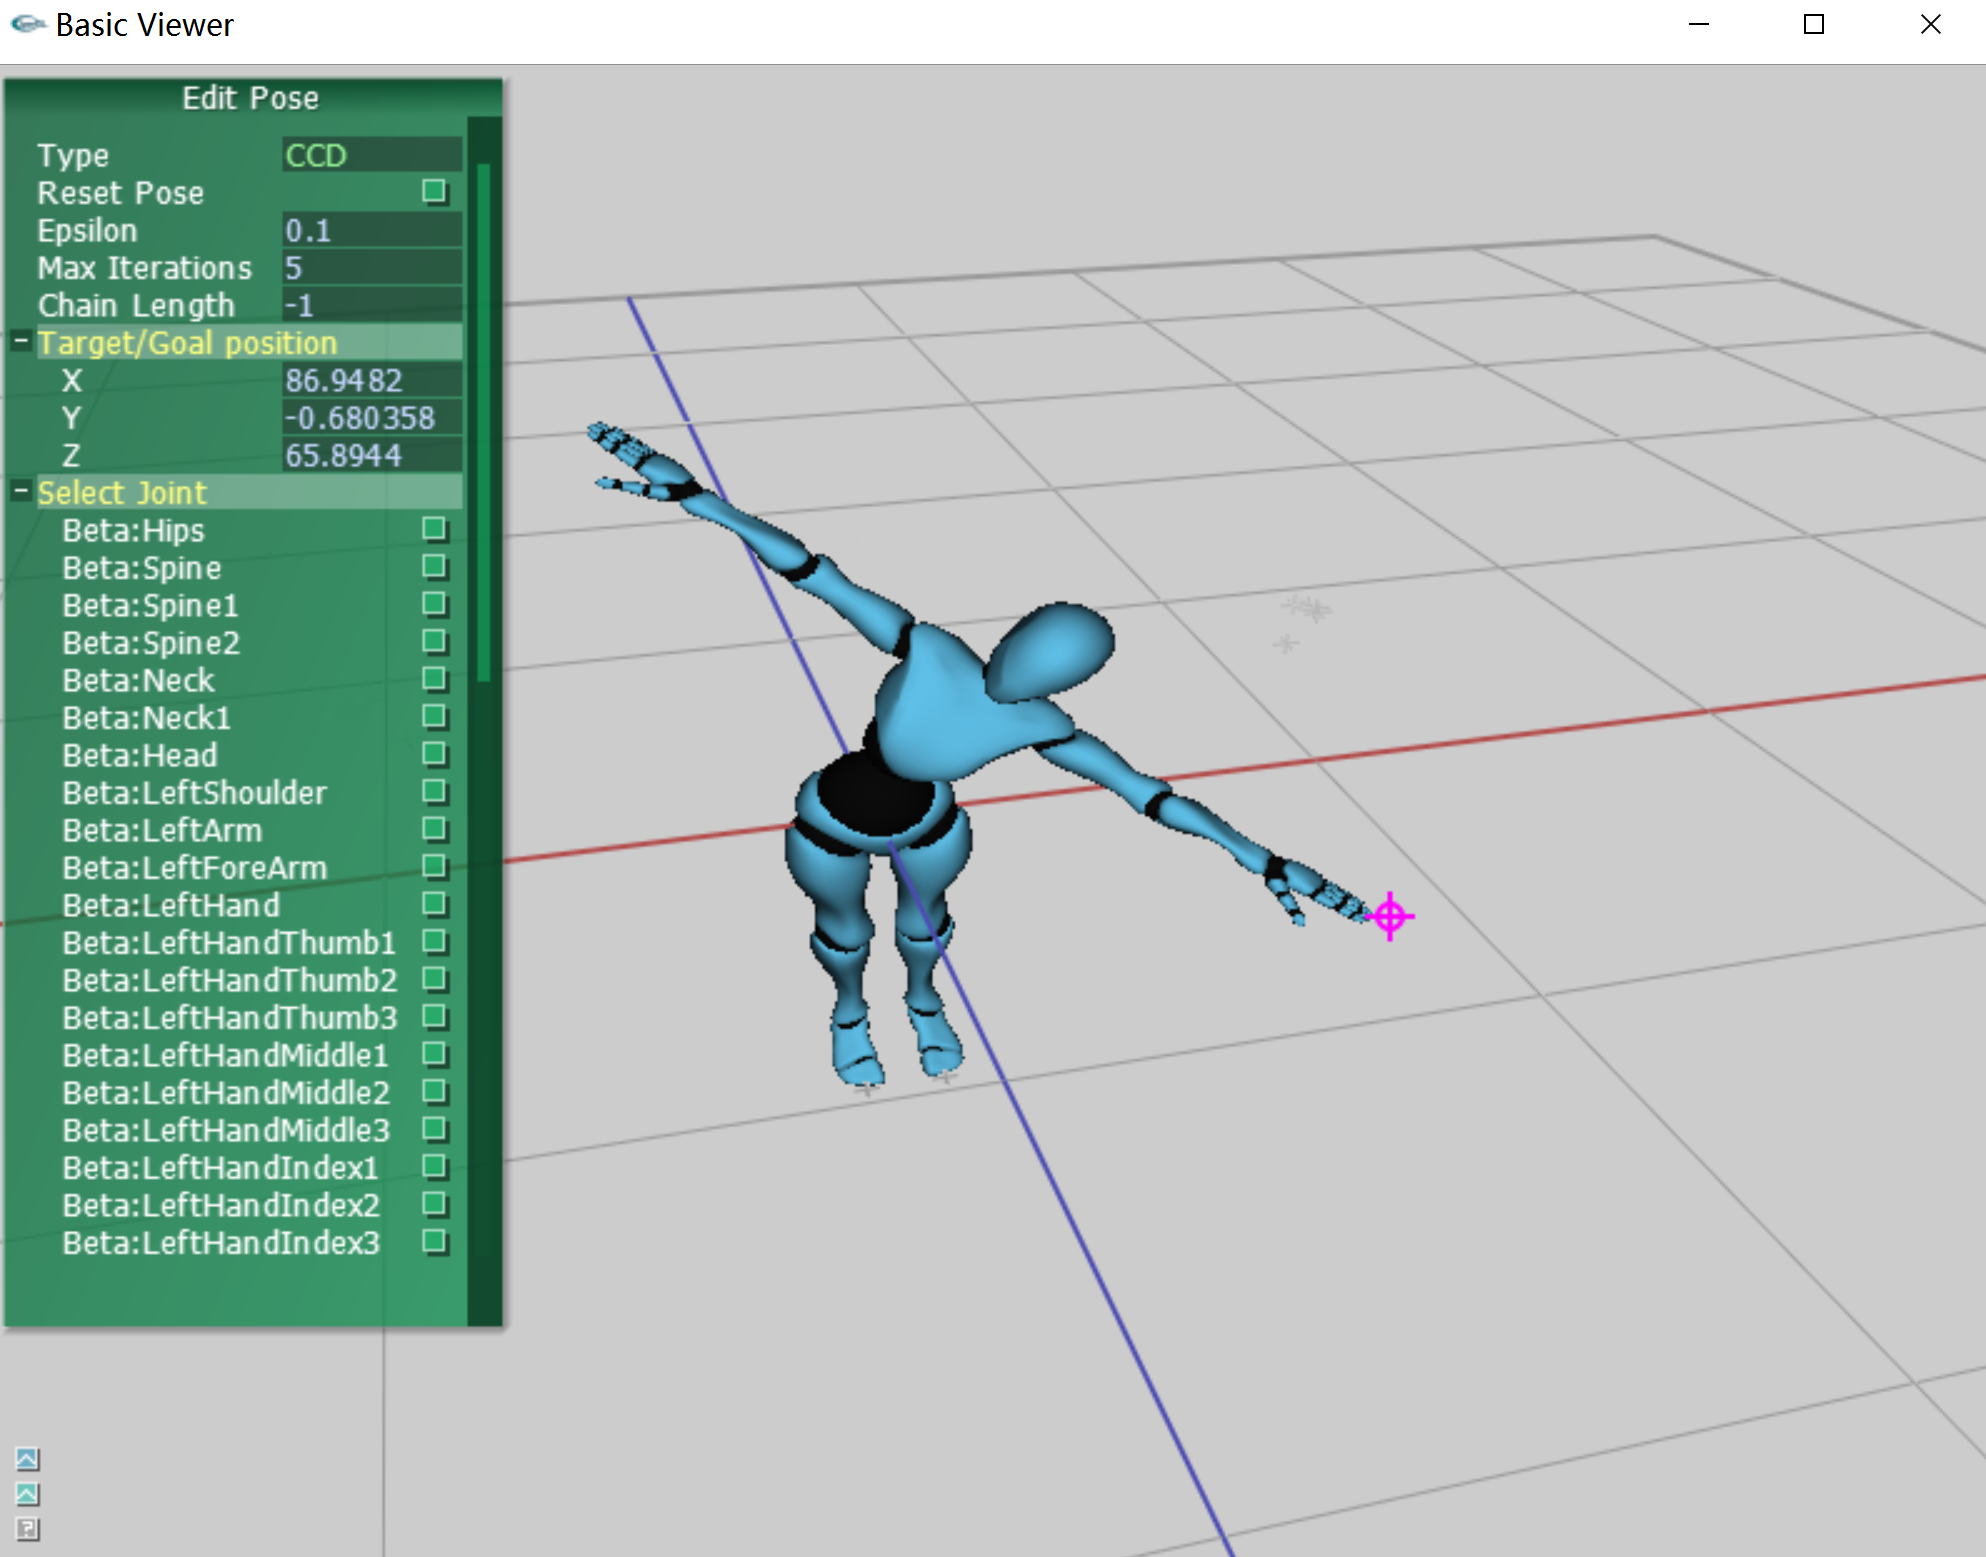 Basic Viewer
Edit Pose
Type CCD
Reset Pose
Epsilon 0.1
Max Iterations 5
Chain Length -1
Target/Goal position
X 86.9482
Y -0.680358
Z 65.8944
Select Joint
Beta:Hips
Beta:Spine
Beta:Spine1
Beta:Spine2
Beta:Neck
Beta:Neck1
Beta:Head
Beta:LeftShoulder
Beta:LeftArm
Beta:LeftForeArm
Beta:LeftHand
Beta:LeftHandThumb1
Beta:LeftHandThumb2
Beta:LeftHandThumb3
Beta:LeftHandMiddle1
Beta:LeftHandMiddle2
Beta:LeftHandMiddle3
Beta:LeftHandIndex1
Beta:LeftHandIndex2
Beta:LeftHandIndex3
?